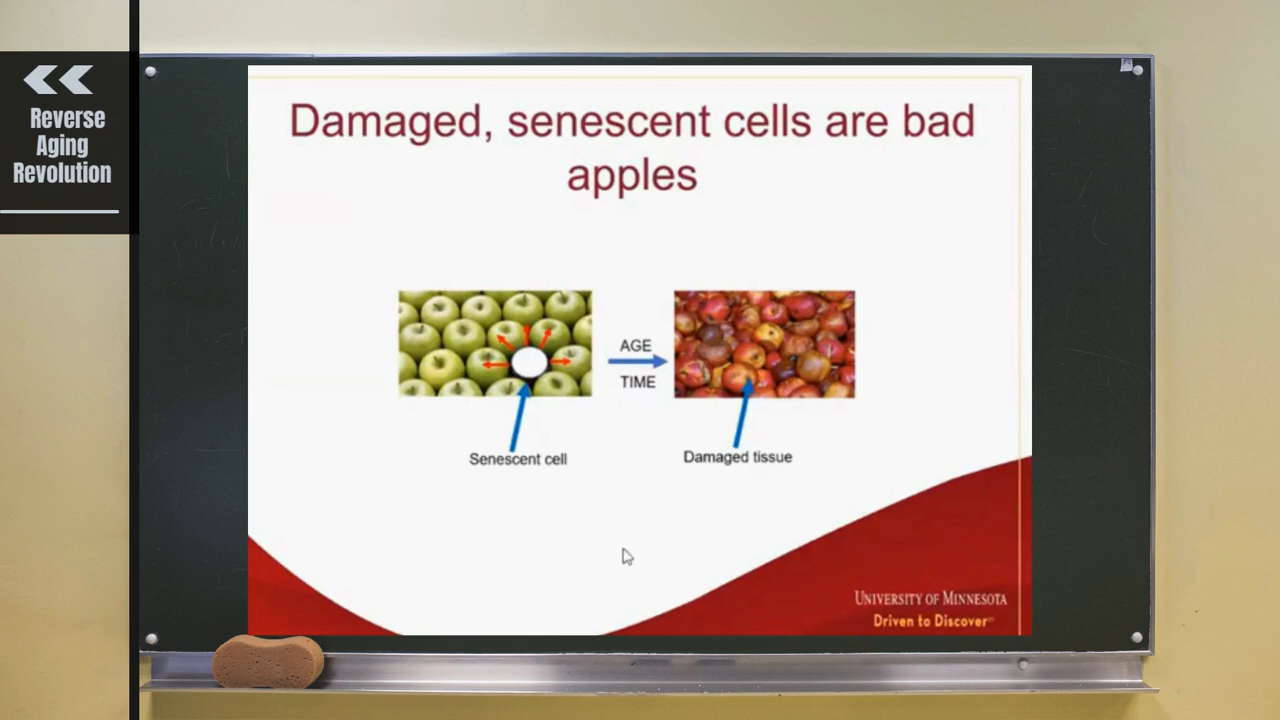 Reverse
Aging
Revolution
Damaged, senescent cells are bad
apples
AGE
TIME
Senescent cell
Damaged tissue
UNIVERSITY OF MINNESOTA
Driven to Discover℠